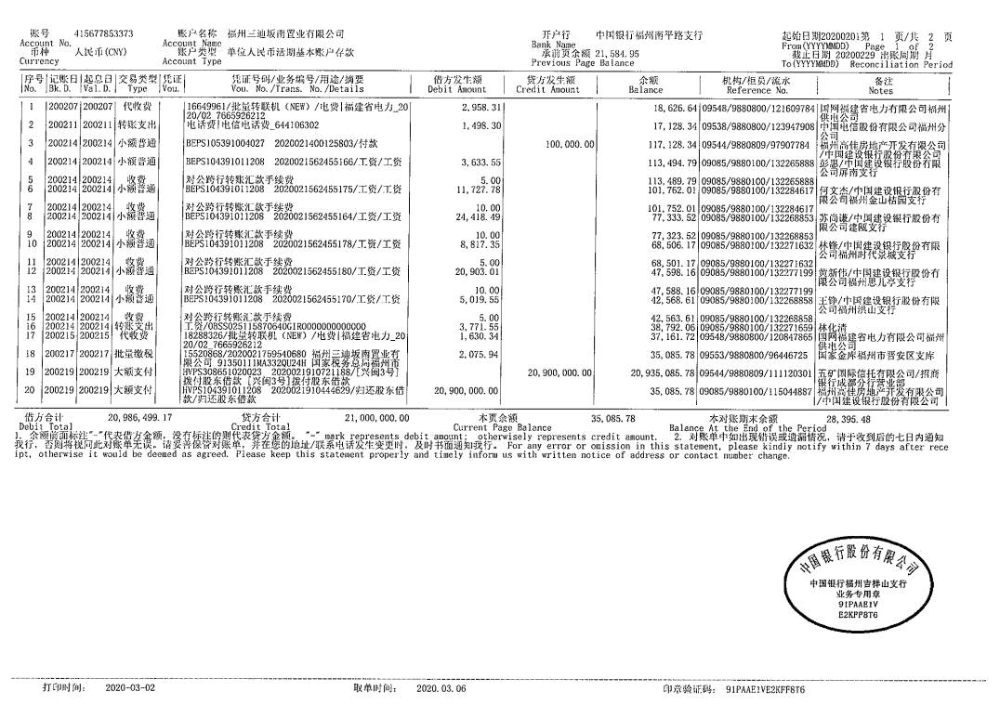 账号 415677853373 账户名称 福州三迪坂南置业有限公司 开户行 中国银行福州南平路支行 起始日期20200201 第 1 页/共 2 页
Account No. Account Name Bank Name From(YYYYMMDD) Page 1 of 2
币种 人民币(CNY) 账户类型 单位人民币活期基本账户存款 承前页余额 21,584.95 截止日期 20200229 出账周期 月
Currency Account Type Previous Page Balance To(YYYYMMDD) Reconcilation Period
序号 记账日 起息日 交易类型 凭证 凭证号码/业务编号/用途/摘要 借方发生额 贷方发生额 余额 机构/柜员/流水 备注
No. Bk.D. Val.D. Type Vou. Vou. No./Trans. No./Details Debit Amount Credit Amount Balance Reference No. Notes
1 200207 200207 代收费 16649961/批量转联机(NEW)/电费|福建省电力_20 2,958.31 18,626.64 09548/9880800/121609784 国网福建省电力有限公司福州
20/02_7665926212 供电公司
2 200211 200211 转账支出 电话费|电信电话费_644106302 1,498.30 17,128.34 09538/9880800/123947908 中国电信股份有限公司福州分
公司
3 200214 200214 小额普通 BEPS105391004027 2020021400125803/付款 100,000.00 117,128.34 09544/9880809/97907784 福州高佳房地产开发有限公司
/中国建设银行股份有限公司
4 200214 200214 小额普通 BEPS104391011208 2020021562455166/工资/工资 3,633.55 113,494.79 09085/9880100/132265888 彭愚/中国建设银行股份有限
公司屏南支行
5 200214 200214 收费 对公跨行转账汇款手续费 5.00 113,489.79 09085/9880100/132265888
6 200214 200214 小额普通 BEPS104391011208 2020021562455175/工资/工资 11,727.78 101,762.01 09085/9880100/132284617 何文杰/中国建设银行股份有
限公司福州金山桔园支行
7 200214 200214 收费 对公跨行转账汇款手续费 10.00 101,752.01 09085/9880100/132284617
8 200214 200214 小额普通 BEPS104391011208 2020021562455164/工资/工资 24,418.49 77,333.52 09085/9880100/132268853 苏尚谦/中国建设银行股份有
限公司建瓯支行
9 200214 200214 收费 对公跨行转账汇款手续费 10.00 77,323.52 09085/9880100/132268853
10 200214 200214 小额普通 BEPS104391011208 2020021562455178/工资/工资 8,817.35 68,506.17 09085/9880100/132271632 林锋/中国建设银行股份有限
公司福州时代景城支行
11 200214 200214 收费 对公跨行转账汇款手续费 5.00 68,501.17 09085/9880100/132271632
12 200214 200214 小额普通 BEPS104391011208 2020021562455180/工资/工资 20,903.01 47,598.16 09085/9880100/132277199 黄新伟/中国建设银行股份有
限公司福州思儿亭支行
13 200214 200214 收费 对公跨行转账汇款手续费 10.00 47,588.16 09085/9880100/132277199
14 200214 200214 小额普通 BEPS104391011208 2020021562455170/工资/工资 5,019.55 42,568.61 09085/9880100/132268858 王铮/中国建设银行股份有限
公司福州洪山支行
15 200214 200214 收费 对公跨行转账汇款手续费 5.00 42,563.61 09085/9880100/132268858
16 200214 200214 转账支出 工资/OBSS025115870640GIRO000000000000 3,771.55 38,792.06 09085/9880100/132271659 林化清
17 200215 200215 代收费 18288326/批量转联机(NEW)/电费|福建省电力_20 1,630.34 37,161.72 09548/9880800/120847865 国网福建省电力有限公司福州
20/02_7665926212 供电公司
18 200217 200217 批量缴税 15520868/2020021759540680 福州三迪坂南置业有 2,075.94 35,085.78 09553/9880800/96446725 国家金库福州市晋安区支库
限公司 91350111MA332QU24H 国家税务总局福州市
19 200219 200219 大额支付 HVPS308651020023 2020021910721188/[兴闽3号] 20,900,000.00 20,935,085.78 09544/9880809/111120301 五矿国际信托有限公司/招商
拨付股东借款 [兴闽3号]拨付股东借款 银行成都分行营业部
20 200219 200219 大额支付 HVPS104391011208 2020021910444629/归还股东借 20,900,000.00 35,085.78 09085/9880100/115044887 福州高佳房地产开发有限公司
款/归还股东借款 /中国建设银行股份有限公司
借方合计 20,986,499.17 贷方合计 21,000,000.00 本页余额 35,085.78 本对账期末余额 28,395.48
Debit Total Credit Total Current Page Balance Balance At the End of the Period
1. 余额前面标注"-"代表借方金额，没有标注的则代表贷方金额。 "-" mark represents debit amount; otherwisely represents credit amount. 2. 对账单中如出现错误或遗漏情况，请于收到后的七日内通知
我行，否则将视同此对账单无误。请妥善保管对账单，并在您的地址/联系电话发生变更时，及时书面通知我行。 For any error or omission in this statement, please kindly notify within 7 days after rece
ipt, otherwise it would be deemed as agreed. Please keep this statement properly and timely inform us with written notice of address or contact number change.
中国银行股份有限公司
中国银行福州吉祥山支行
业务专用章
91PAAE1V
E2KFF8T6
打印时间： 2020-03-02 取单时间： 2020.03.06 印章验证码： 91PAAE1VE2KFF8T6